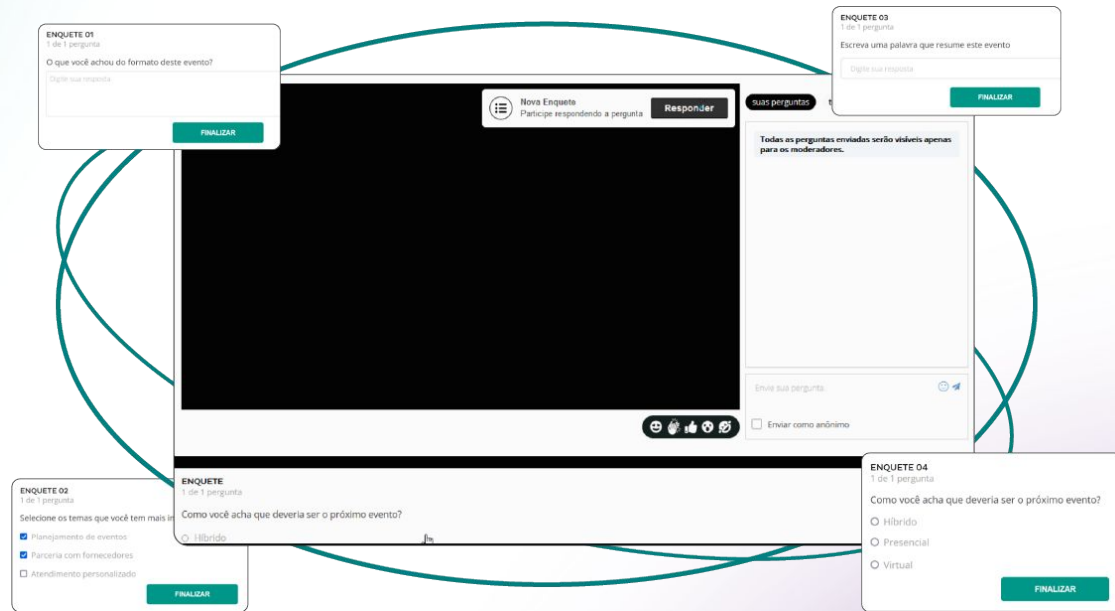 ENQUETE 01
1 de 1 pergunta
O que você achou do formato deste evento?
Digite sua resposta
FINALIZAR
ENQUETE 03
1 de 1 pergunta
Escreva uma palavra que resume este evento
Digite sua resposta
FINALIZAR
Nova Enquete
Participe respondendo a pergunta
Responder
suas perguntas
Todas as perguntas enviadas serão visíveis apenas
para os moderadores.
Envie sua pergunta
Enviar como anônimo
ENQUETE
1 de 1 pergunta
Como você acha que deveria ser o próximo evento?
Híbrido
ENQUETE 02
1 de 1 pergunta
Selecione os temas que você tem mais in
Planejamento de eventos
Parceria com fornecedores
Atendimento personalizado
FINALIZAR
ENQUETE 04
1 de 1 pergunta
Como você acha que deveria ser o próximo evento?
Híbrido
Presencial
Virtual
FINALIZAR